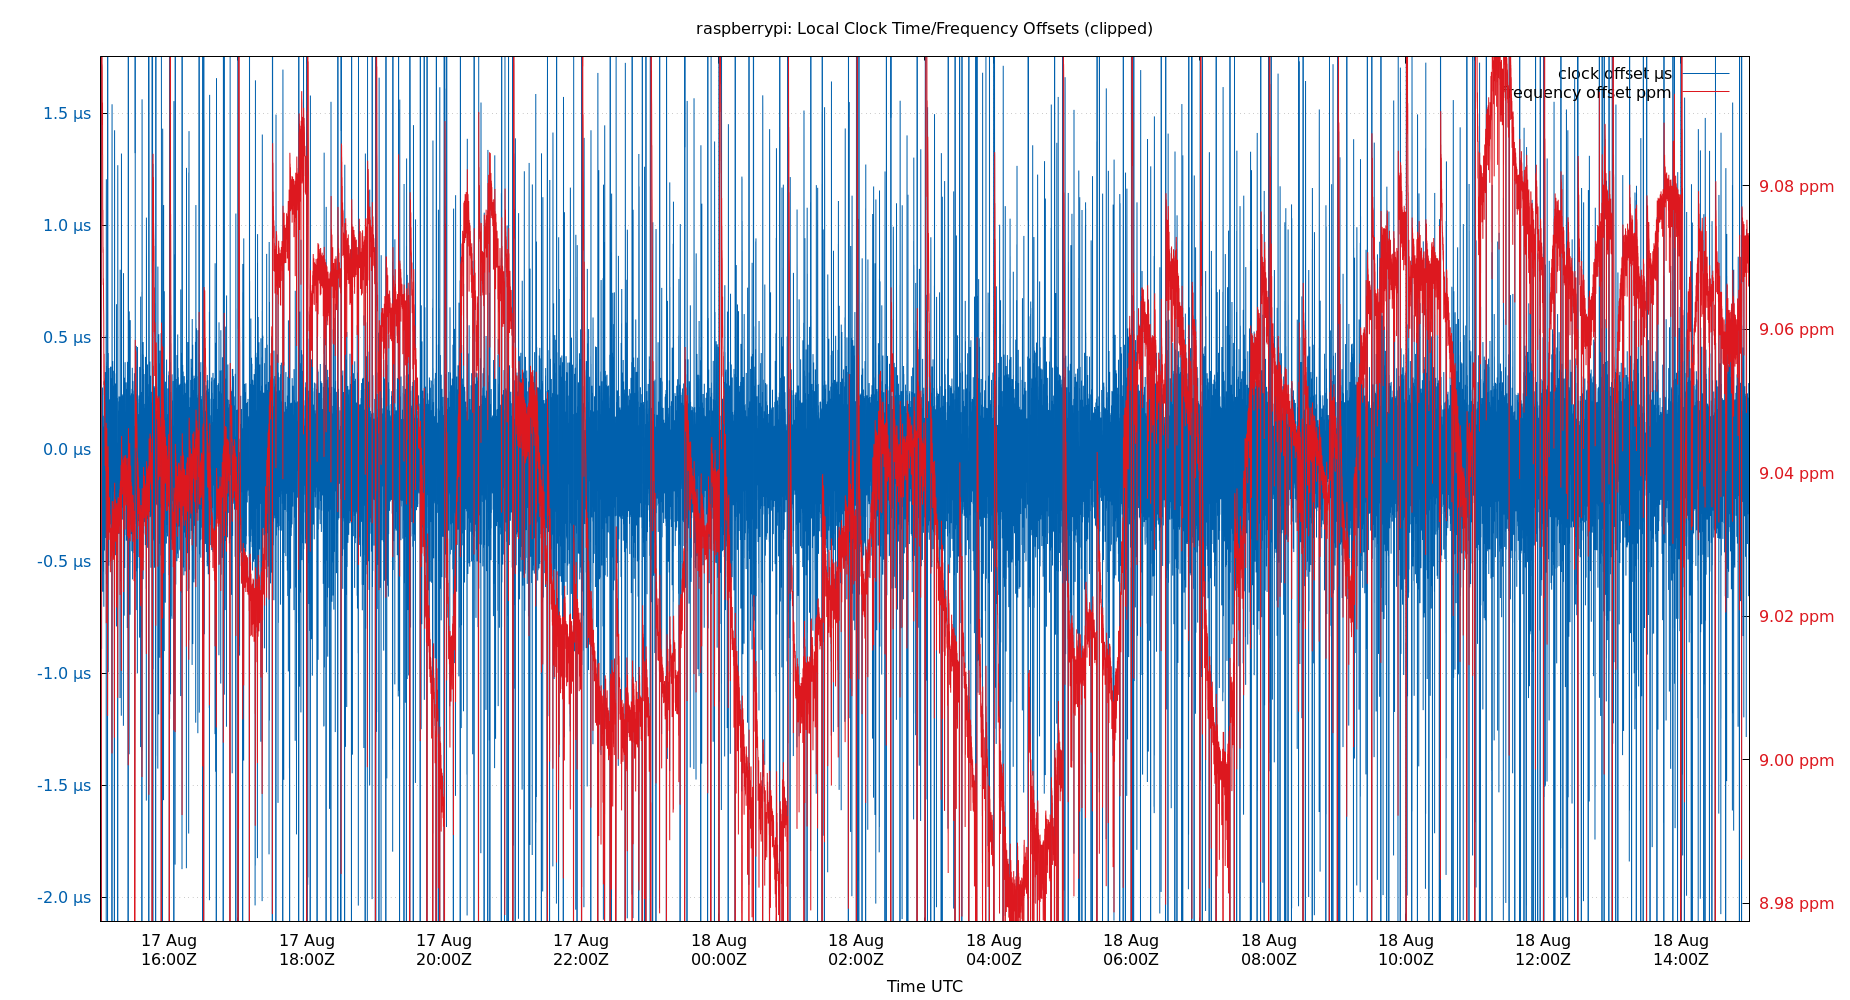 raspberrypi: Local Clock Time/Frequency Offsets (clipped)
clock offset µs
frequency offset ppm
1.5 µs
1.0 µs
0.5 µs
0.0 µs
-0.5 µs
-1.0 µs
-1.5 µs
-2.0 µs
9.08 ppm
9.06 ppm
9.04 ppm
9.02 ppm
9.00 ppm
8.98 ppm
17 Aug 17 Aug 17 Aug 17 Aug 18 Aug 18 Aug 18 Aug 18 Aug 18 Aug 18 Aug 18 Aug 18 Aug
16:00Z 18:00Z 20:00Z 22:00Z 00:00Z 02:00Z 04:00Z 06:00Z 08:00Z 10:00Z 12:00Z 14:00Z
Time UTC